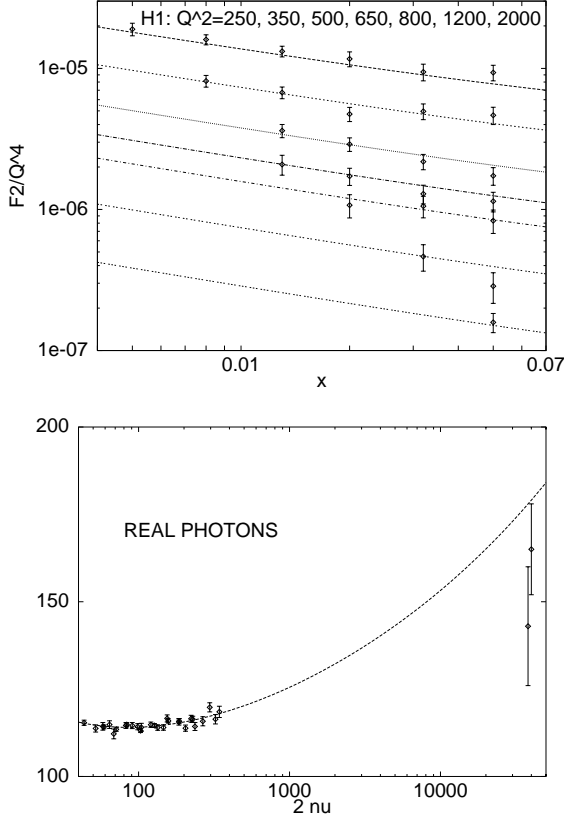 H1: Q^2=250, 350, 500, 650, 800, 1200, 2000
1e-05
1e-06
1e-07
F2/Q^4
0.01
0.07
x
200
150
100
REAL PHOTONS
100
1000
10000
2 nu